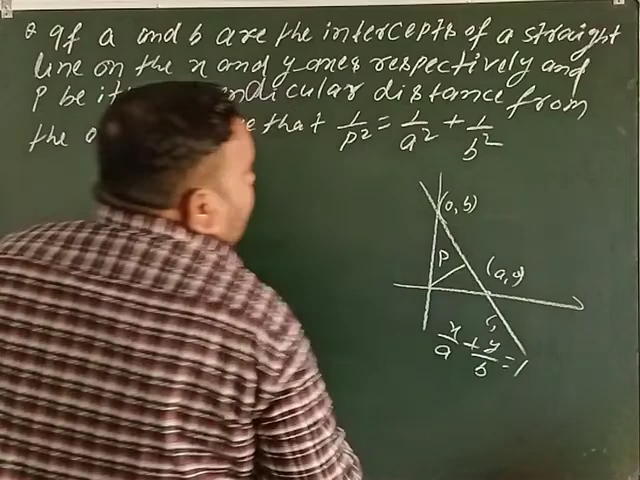 Q If a and b are the intercepts of a straight
line on the x and y-axes respectively and
P be it ndicular distance from
the o e that 1/p² = 1/a² + 1/b²
(0, b)
P
(a, 0)
x/a + y/b = 1